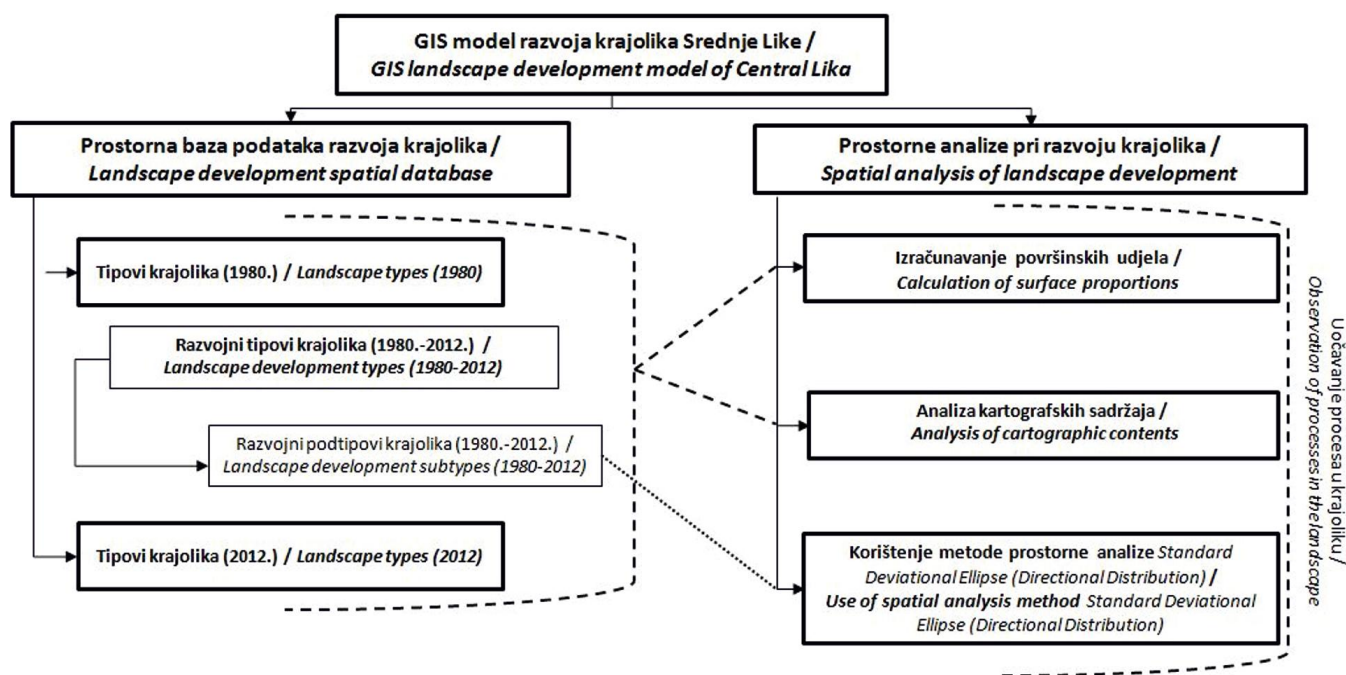 GIS model razvoja krajolika Srednje Like /
GIS landscape development model of Central Lika
Prostorna baza podataka razvoja krajolika /
Landscape development spatial database
Tipovi krajolika (1980.) / Landscape types (1980)
Razvojni tipovi krajolika (1980.-2012.) /
Landscape development types (1980-2012)
Razvojni podtipovi krajolika (1980.-2012.) /
Landscape development subtypes (1980-2012)
Tipovi krajolika (2012.) / Landscape types (2012)
Prostorne analize pri razvoju krajolika /
Spatial analysis of landscape development
Izračunavanje površinskih udjela /
Calculation of surface proportions
Analiza kartografskih sadržaja /
Analysis of cartographic contents
Korištenje metode prostorne analize Standard
Deviational Ellipse (Directional Distribution) /
Use of spatial analysis method Standard Deviational
Ellipse (Directional Distribution)
Uočavanje procesa u krajoliku /
Observation of processes in the landscape